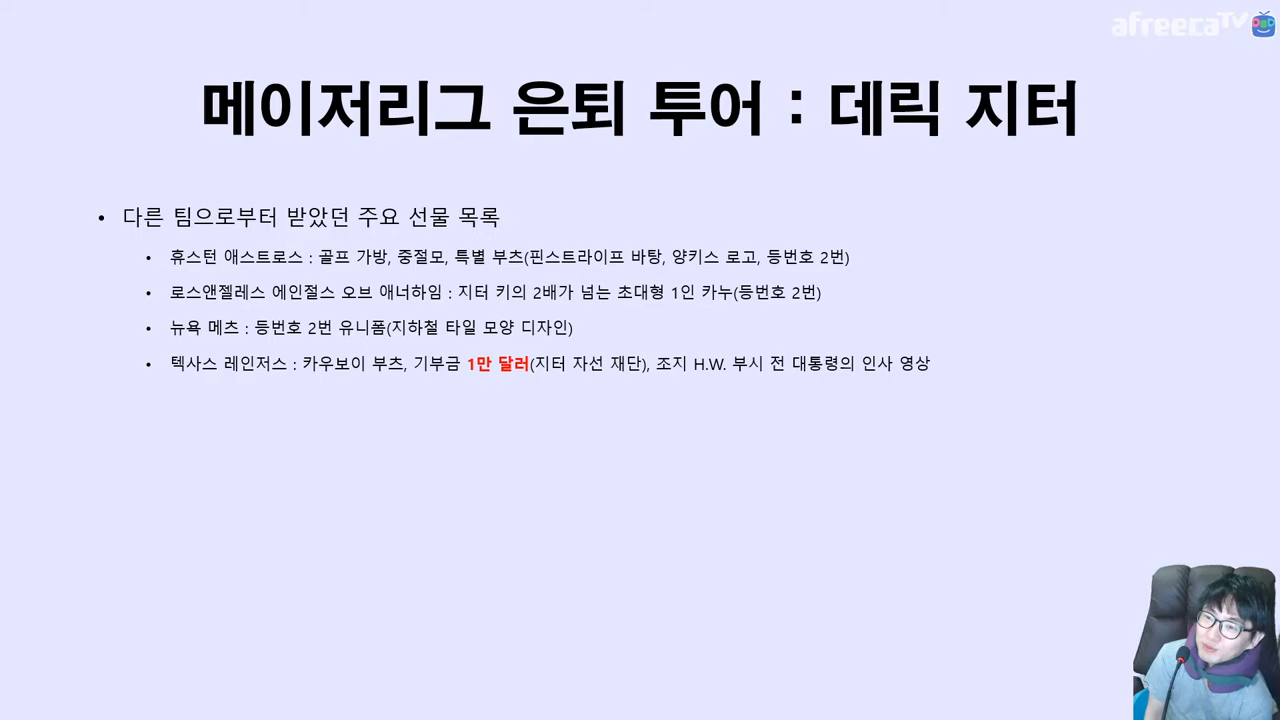 afreecaTV
메이저리그 은퇴 투어 : 데릭 지터
• 다른 팀으로부터 받았던 주요 선물 목록
• 휴스턴 애스트로스 : 골프 가방, 중절모, 특별 부츠(핀스트라이프 바탕, 양키스 로고, 등번호 2번)
• 로스앤젤레스 에인절스 오브 애너하임 : 지터 키의 2배가 넘는 초대형 1인 카누(등번호 2번)
• 뉴욕 메츠 : 등번호 2번 유니폼(지하철 타일 모양 디자인)
• 텍사스 레인저스 : 카우보이 부츠, 기부금 1만 달러(지터 자선 재단), 조지 H.W. 부시 전 대통령의 인사 영상